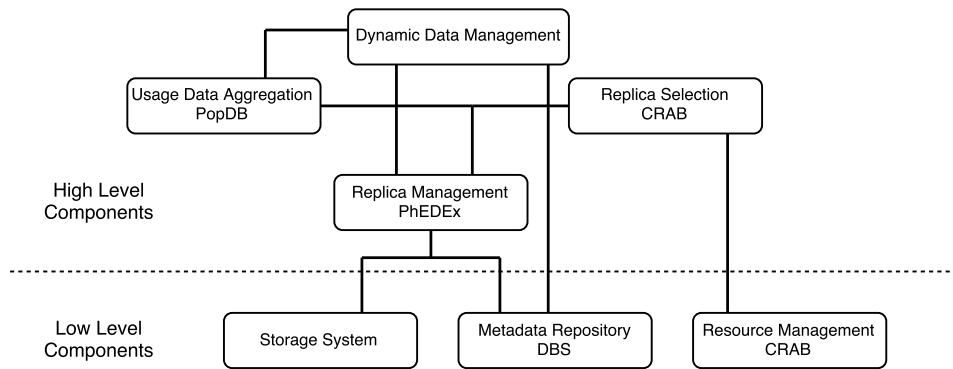 Dynamic Data Management
Usage Data Aggregation
PopDB
Replica Selection
CRAB
Replica Management
PhEDEx
High Level
Components
Low Level
Components
Storage System
Metadata Repository
DBS
Resource Management
CRAB